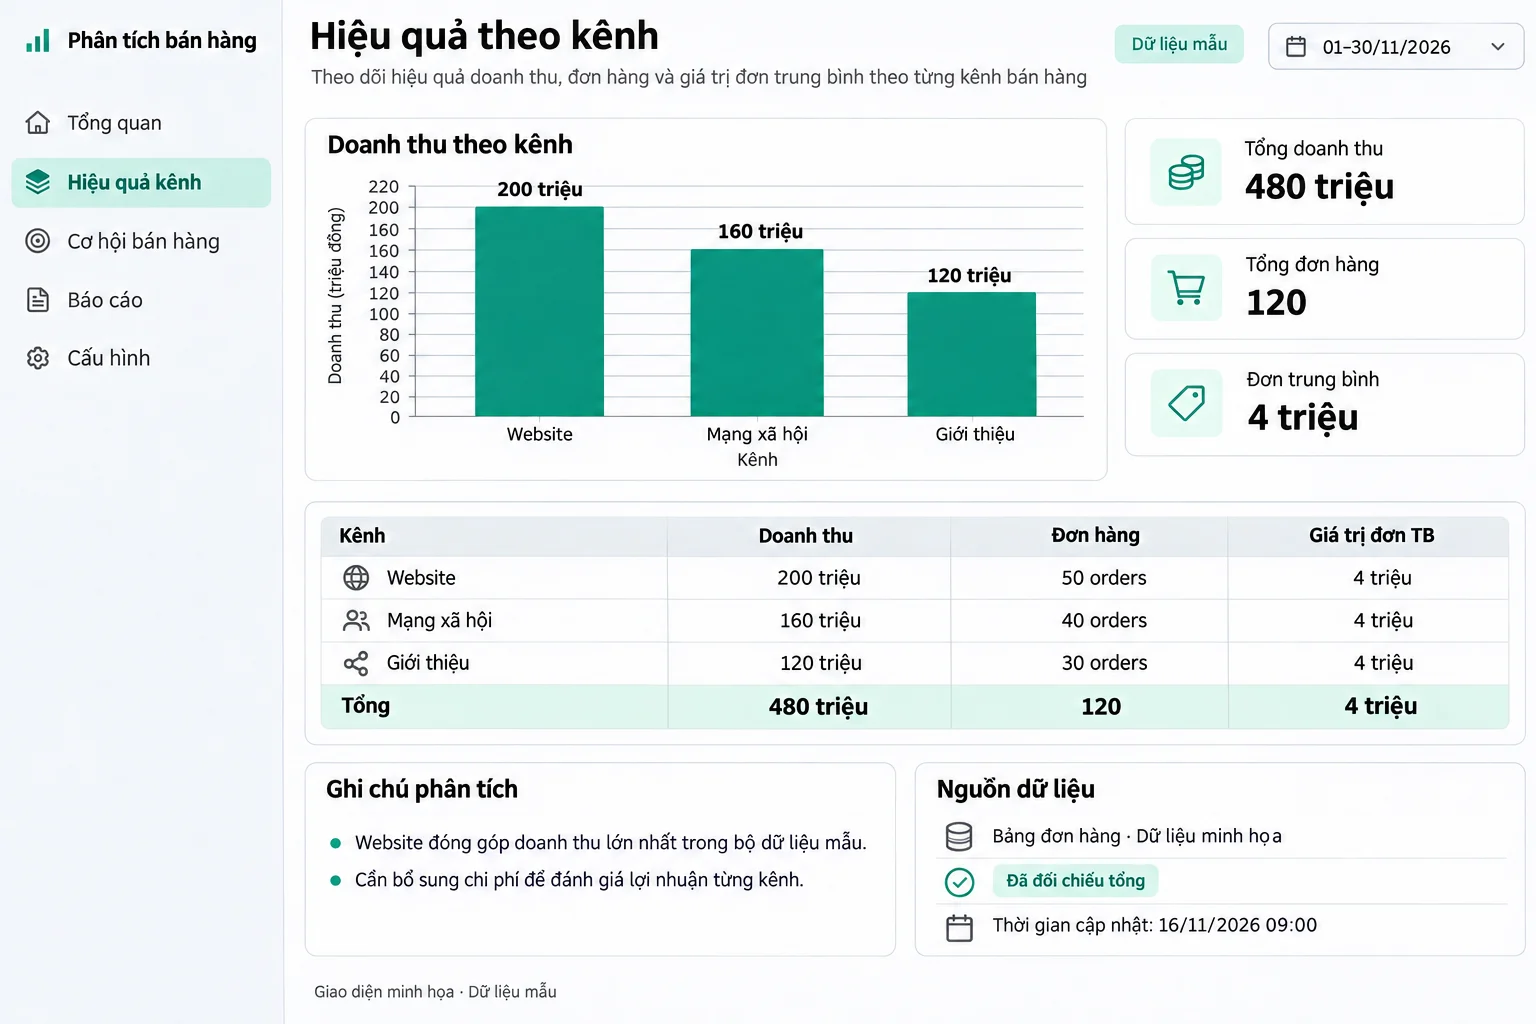 Phân tích bán hàng
Tổng quan
Hiệu quả kênh
Cơ hội bán hàng
Báo cáo
Cấu hình
Hiệu quả theo kênh
Theo dõi hiệu quả doanh thu, đơn hàng và giá trị đơn trung bình theo từng kênh bán hàng
Dữ liệu mẫu
01–30/11/2026
Doanh thu theo kênh
Doanh thu (triệu đồng)
220
200
160
160
140
120
100
80
60
40
20
0
200 triệu
160 triệu
120 triệu
Website
Mạng xã hội
Giới thiệu
Kênh
Tổng doanh thu
480 triệu
Tổng đơn hàng
120
Đơn trung bình
4 triệu
Kênh Doanh thu Đơn hàng Giá trị đơn TB
Website 200 triệu 50 orders 4 triệu
Mạng xã hội 160 triệu 40 orders 4 triệu
Giới thiệu 120 triệu 30 orders 4 triệu
Tổng 480 triệu 120 4 triệu
Ghi chú phân tích
Website đóng góp doanh thu lớn nhất trong bộ dữ liệu mẫu.
Cần bổ sung chi phí để đánh giá lợi nhuận từng kênh.
Nguồn dữ liệu
Bảng đơn hàng · Dữ liệu minh họa
Đã đối chiếu tổng
Thời gian cập nhật: 16/11/2026 09:00
Giao diện minh họa · Dữ liệu mẫu